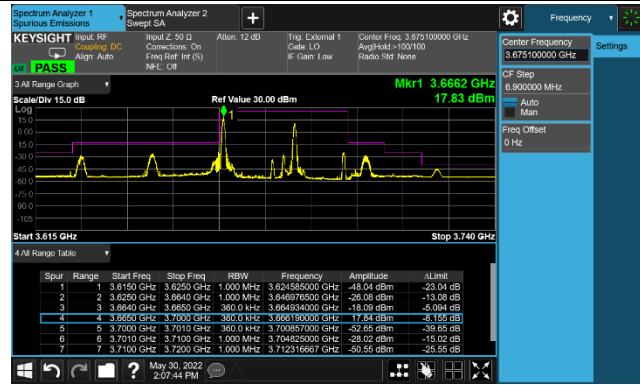 Spectrum Analyzer 1
Spurious Emissions
Spectrum Analyzer 2
Swept SA
+
Frequency
KEYSIGHT
Input: RF
Coupling: DC
Align: Auto
Input Z: 50 Ω
Corrections: On
Freq Ref: Int (S)
NFE: Off
Atten: 12 dB
Trig: External 1
Gate: LO
IF Gain: Low
Center Freq: 3.675100000 GHz
Avg|Hold:>100/100
Radio Std: None
LM PASS
Center Frequency
3.675100000 GHz
Settings
CF Step
6.900000 MHz
Auto
Man
Freq Offset
0 Hz
3 All Range Graph
Mkr1 3.6662 GHz
Scale/Div 15.0 dB
Ref Value 30.00 dBm
17.83 dBm
Log
1
15.0
0.00
-15.0
-30.0
-45.0
-60.0
-75.0
-90.0
-105
Start 3.615 GHz
Stop 3.740 GHz
4 All Range Table
Spur Range Start Freq Stop Freq RBW Frequency Amplitude ΔLimit
1 1 3.6150 GHz 3.6250 GHz 1.000 MHz 3.624585000 GHz -48.04 dBm -23.04 dB
2 2 3.6250 GHz 3.6640 GHz 1.000 MHz 3.646976500 GHz -26.08 dBm -13.08 dB
3 3 3.6640 GHz 3.6650 GHz 360.0 kHz 3.664934000 GHz -18.09 dBm -5.094 dB
4 4 3.6650 GHz 3.7000 GHz 360.0 kHz 3.666190000 GHz 17.84 dBm -8.155 dB
5 5 3.7000 GHz 3.7010 GHz 360.0 kHz 3.700857000 GHz -52.65 dBm -39.65 dB
6 6 3.7010 GHz 3.7100 GHz 1.000 MHz 3.704825000 GHz -28.02 dBm -15.02 dB
7 7 3.7100 GHz 3.7200 GHz 1.000 MHz 3.712316667 GHz -50.55 dBm -25.55 dB
?
May 30, 2022
2:07:44 PM